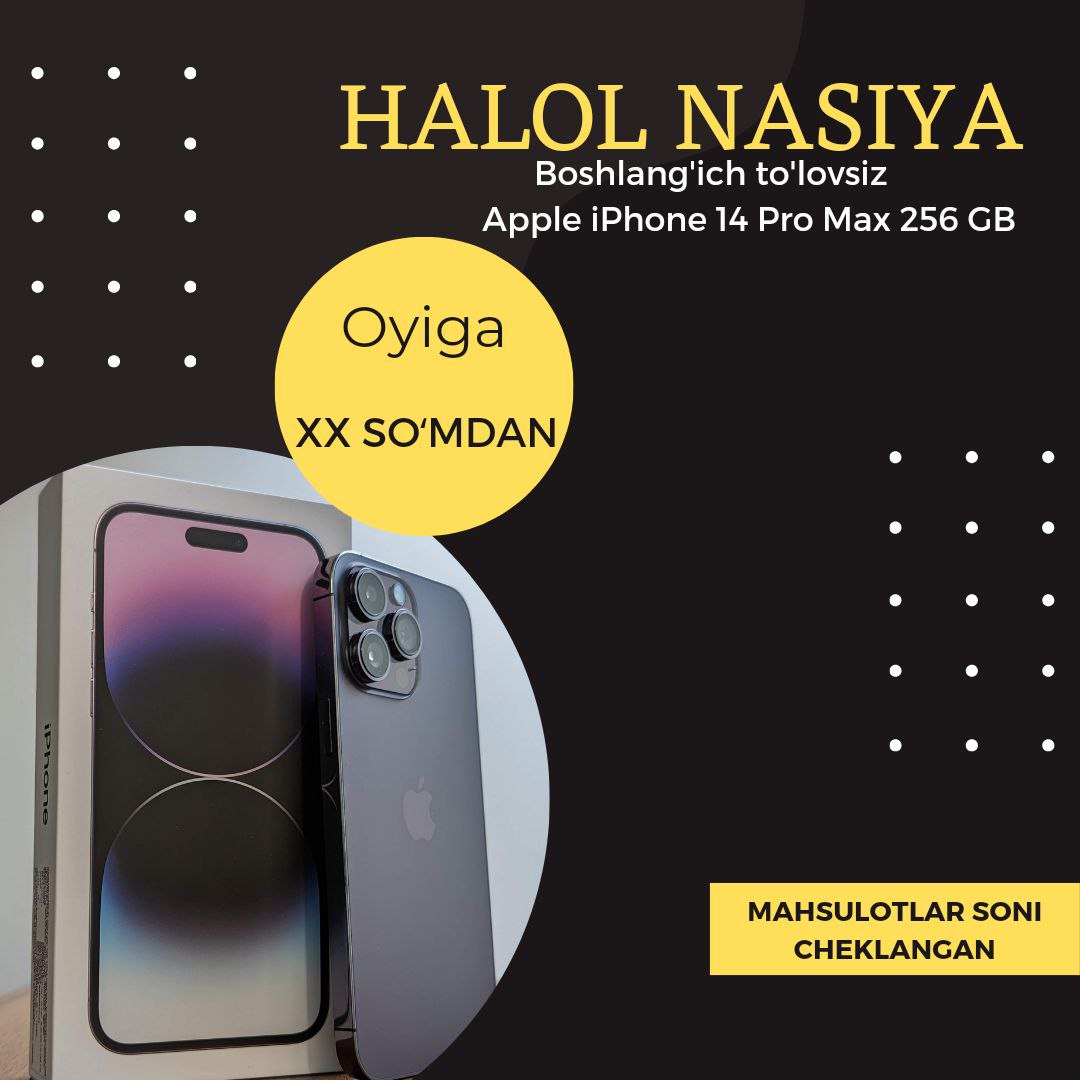 HALOL NASIYA
Boshlang'ich to'lovsiz
Apple iPhone 14 Pro Max 256 GB
Oyiga
XX SO‘MDAN
iPhone
MAHSULOTLAR SONI
CHEKLANGAN